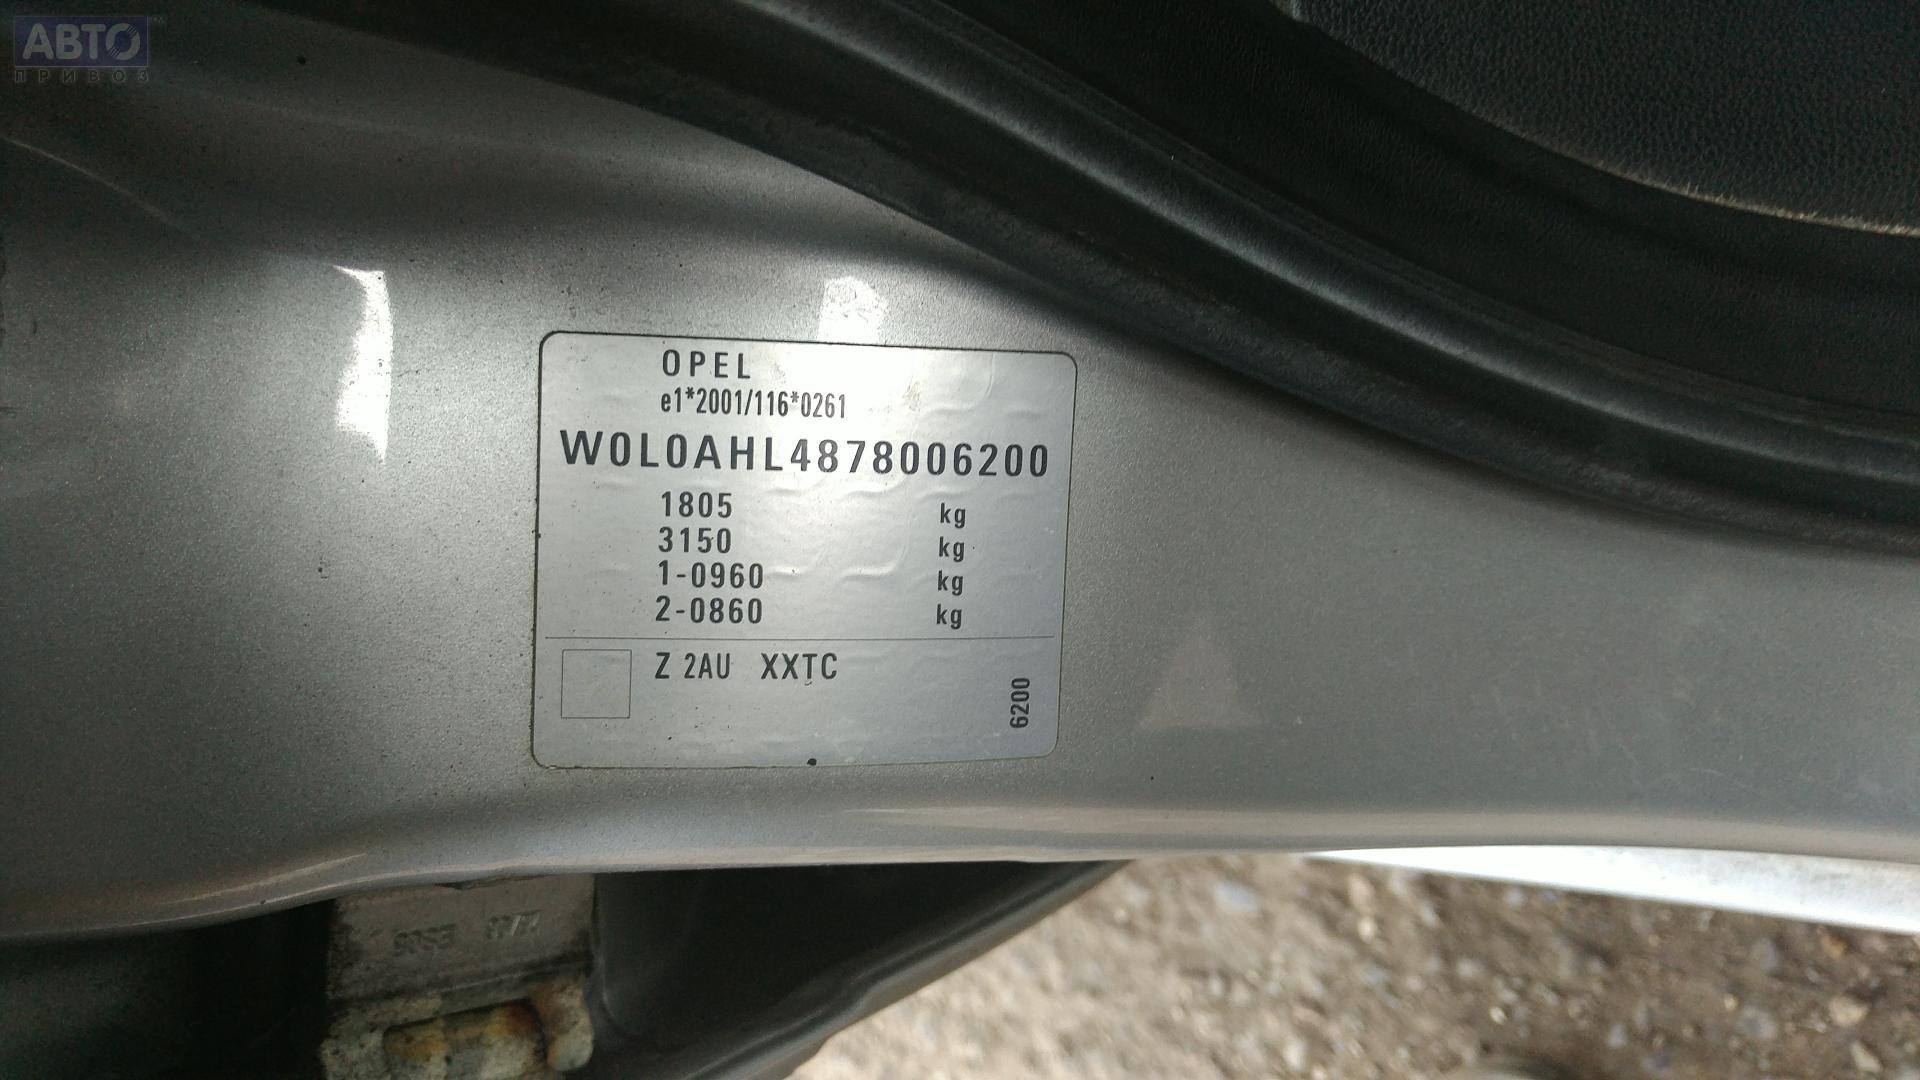 АВТО
ПРИВОЗ
OPEL
e1*2001/116*0261
W0L0AHL4878006200
1805 kg
3150 kg
1-0960 kg
2-0860 kg
Z 2AU XXTC
6200